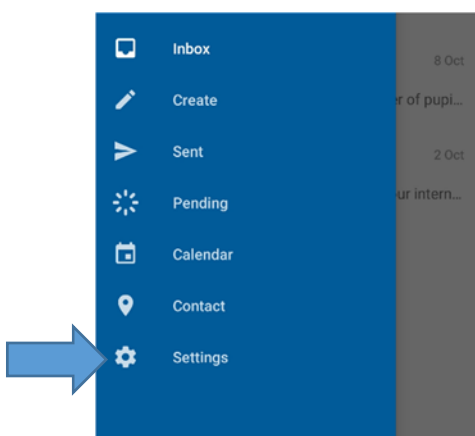 Inbox
8 Oct
Create
r of pupi...
Sent
2 Oct
Pending
ur intern...
Calendar
Contact
Settings